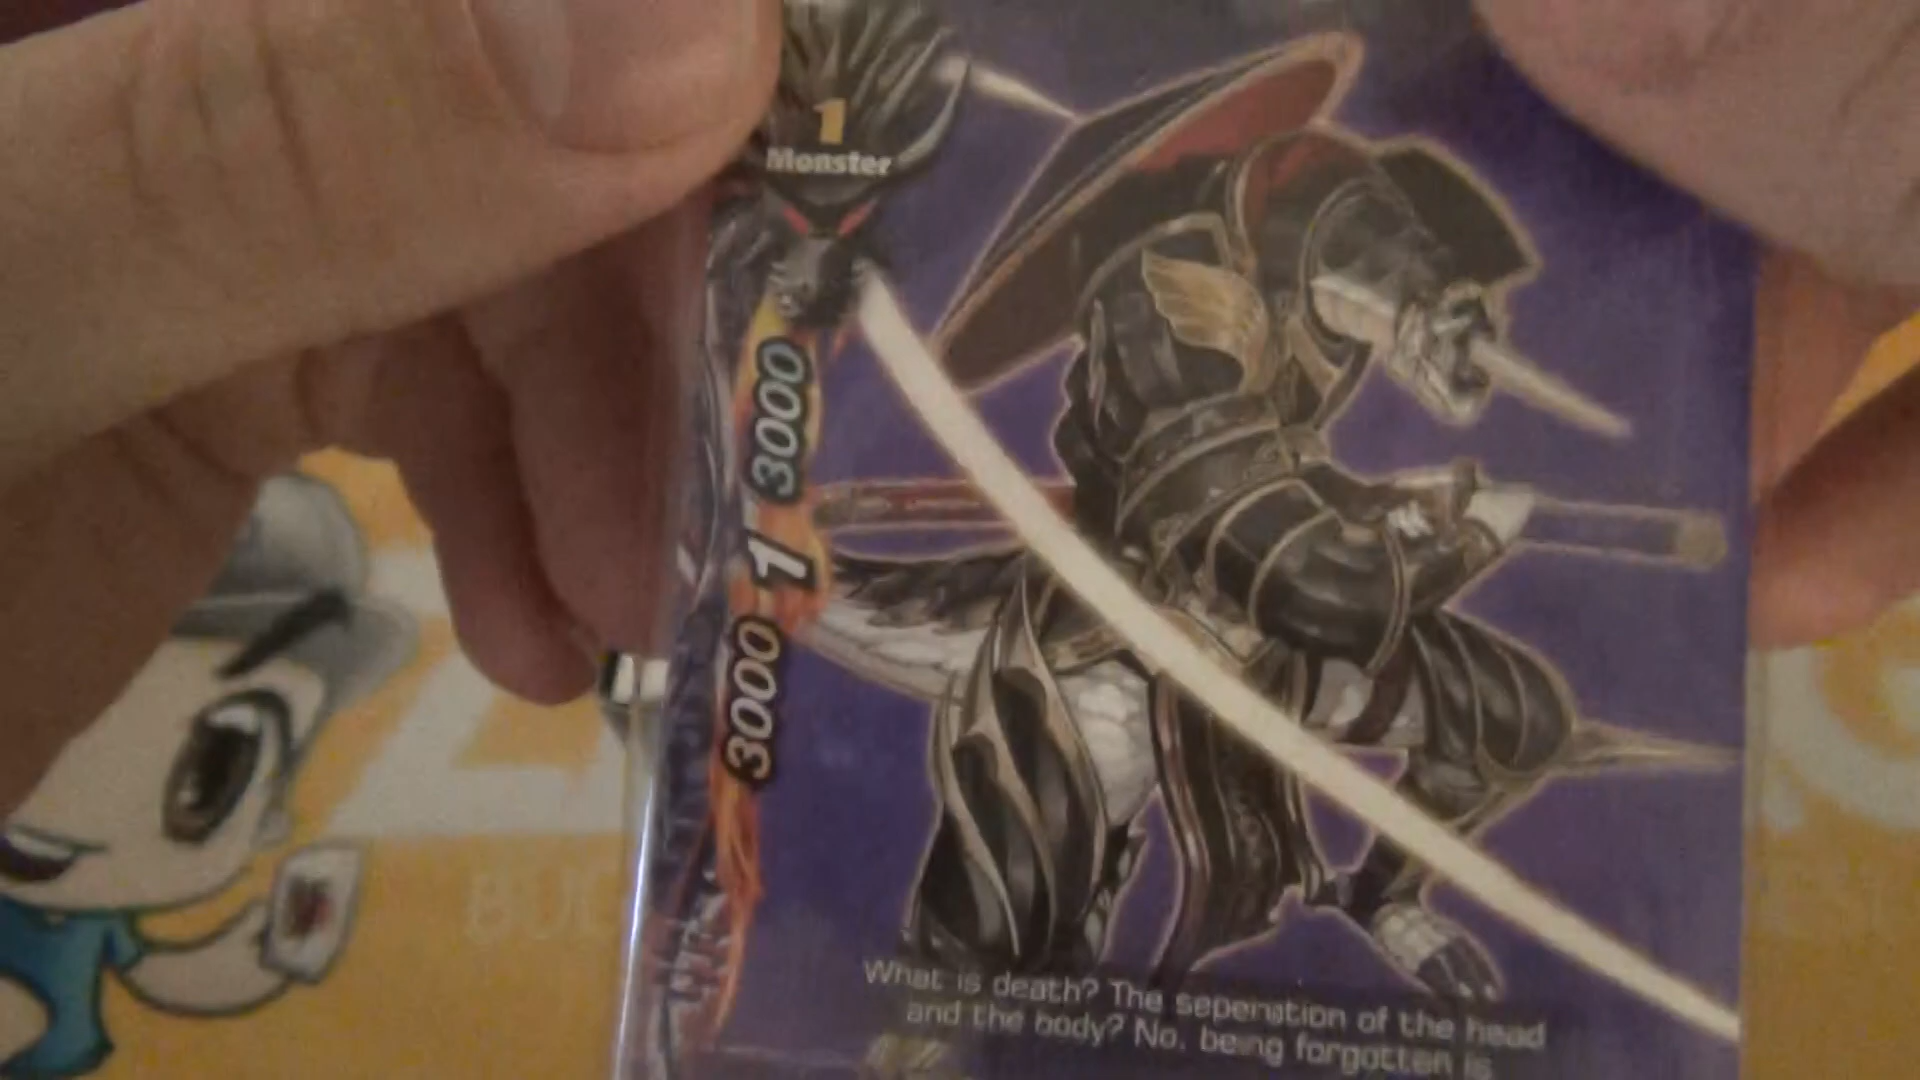 1
Monster
3000
1
3000
What is death? The seperation of the head
and the body? No, being forgotten is
BUD